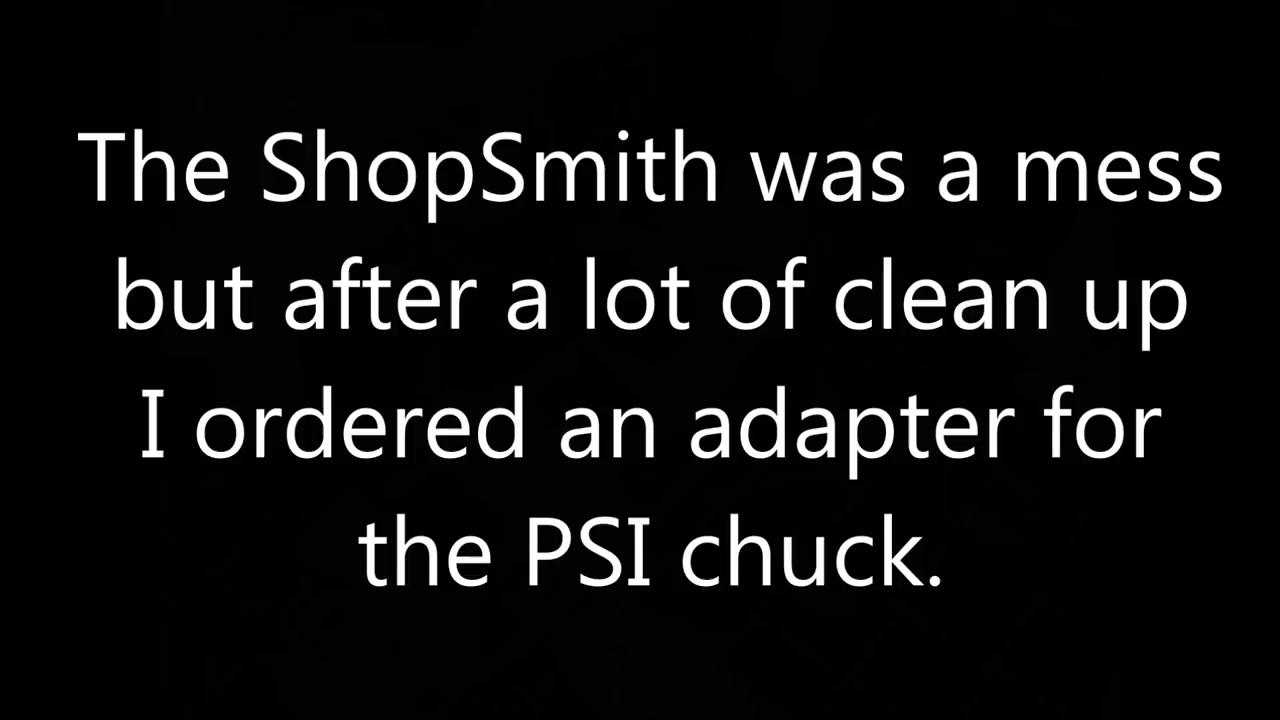 The ShopSmith was a mess
but after a lot of clean up
I ordered an adapter for
the PSI chuck.